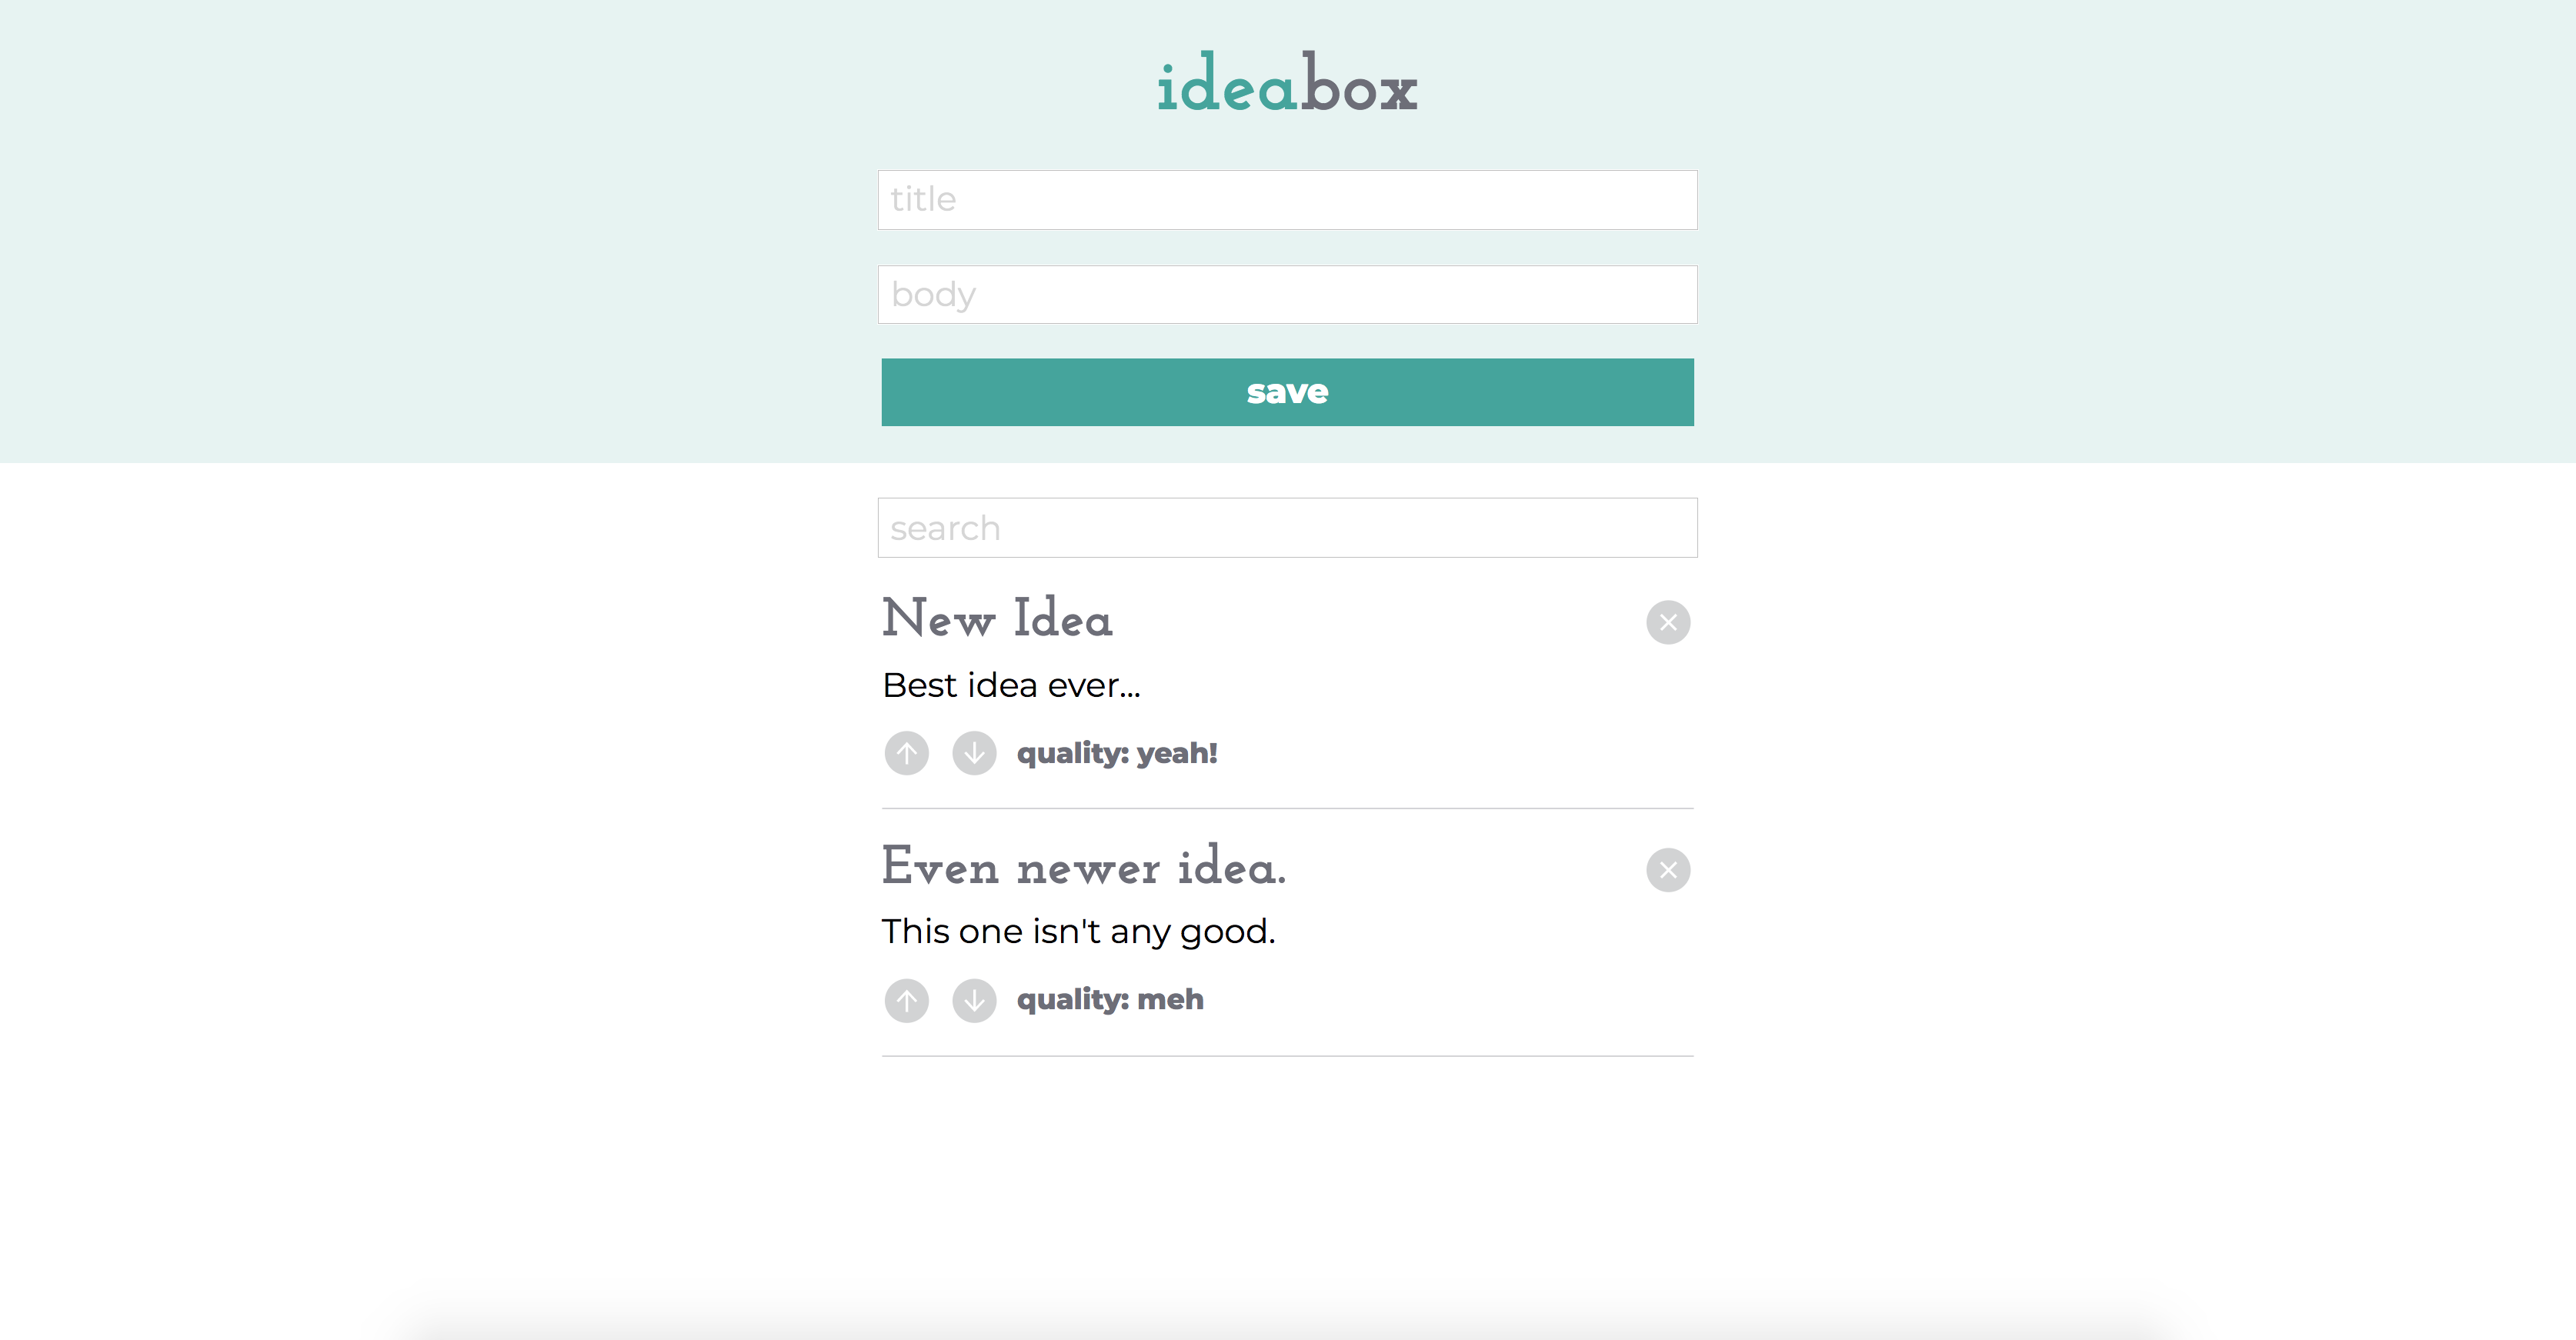 ideabox
title
body
save
search
New Idea
Best idea ever...
quality: yeah!
Even newer idea.
This one isn't any good.
quality: meh